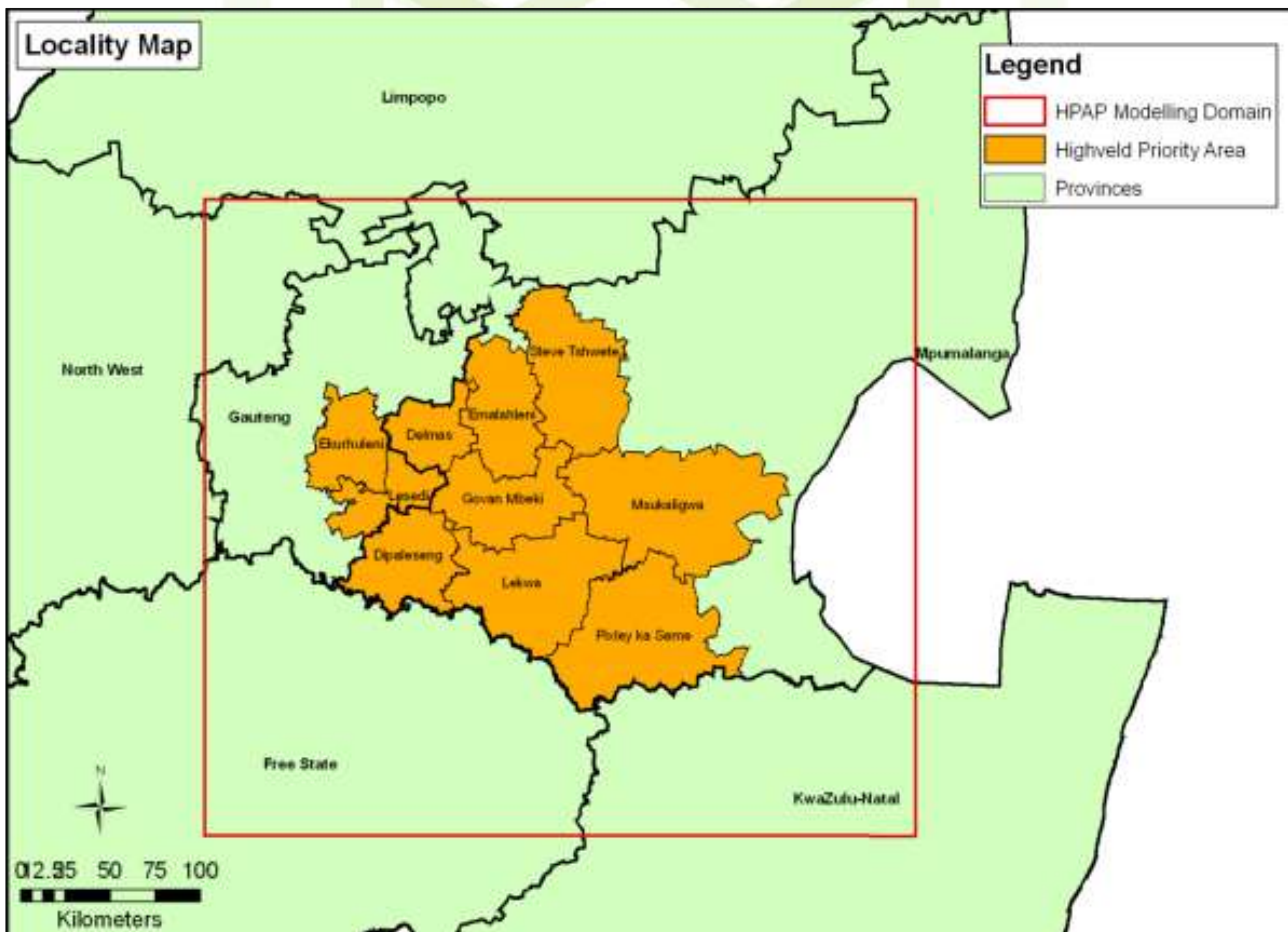 Locality Map
Legend
HPAP Modelling Domain
Highveld Priority Area
Provinces
Limpopo
North West
Gauteng
Mpumalanga
Steve Tshwete
Emalahleni
Delmas
Ekurhuleni
Lesedi
Govan Mbeki
Msukaligwa
Dipaleseng
Lekwa
Pixley ka Seme
Free State
KwaZulu-Natal
N
0 12.5 25 50 75 100
Kilometers